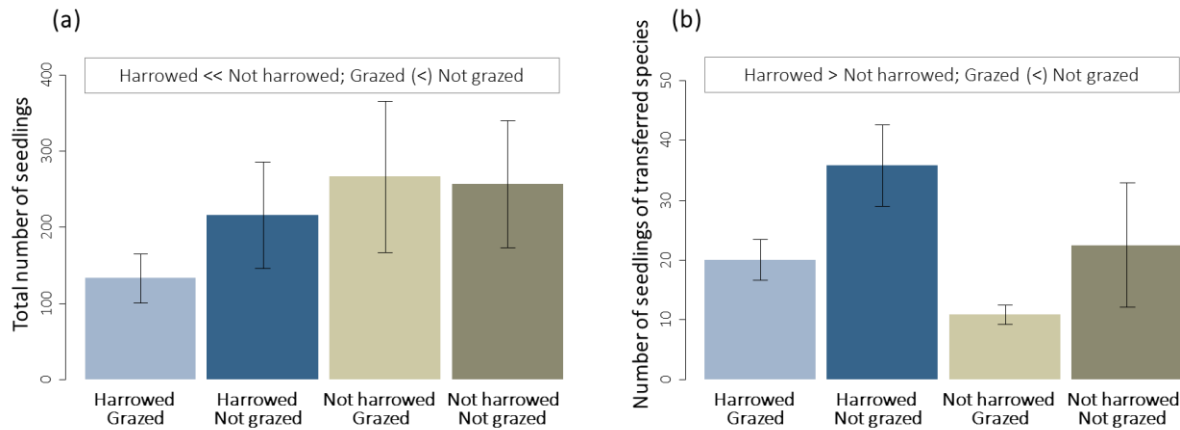 (a)
Harrowed << Not harrowed; Grazed (<) Not grazed
Total number of seedlings
400
300
200
100
0
Harrowed
Grazed
Harrowed
Not grazed
Not harrowed
Grazed
Not harrowed
Not grazed
(b)
Harrowed > Not harrowed; Grazed (<) Not grazed
Number of seedlings of transferred species
50
40
30
20
10
0
Harrowed
Grazed
Harrowed
Not grazed
Not harrowed
Grazed
Not harrowed
Not grazed